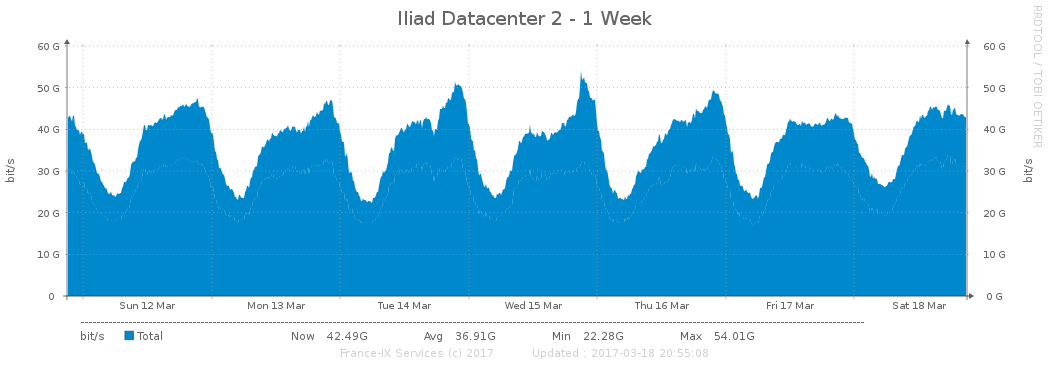 Iliad Datacenter 2 - 1 Week
RRDTOOL / TOBI OETIKER
bit/s
60 G
50 G
40 G
30 G
20 G
10 G
0
60 G
50 G
40 G
30 G
20 G
10 G
0 G
bit/s
Sun 12 Mar Mon 13 Mar Tue 14 Mar Wed 15 Mar Thu 16 Mar Fri 17 Mar Sat 18 Mar
bit/s Total Now 42.49G Avg 36.91G Min 22.28G Max 54.01G
France-IX Services (c) 2017 Updated : 2017-03-18 20:55:08